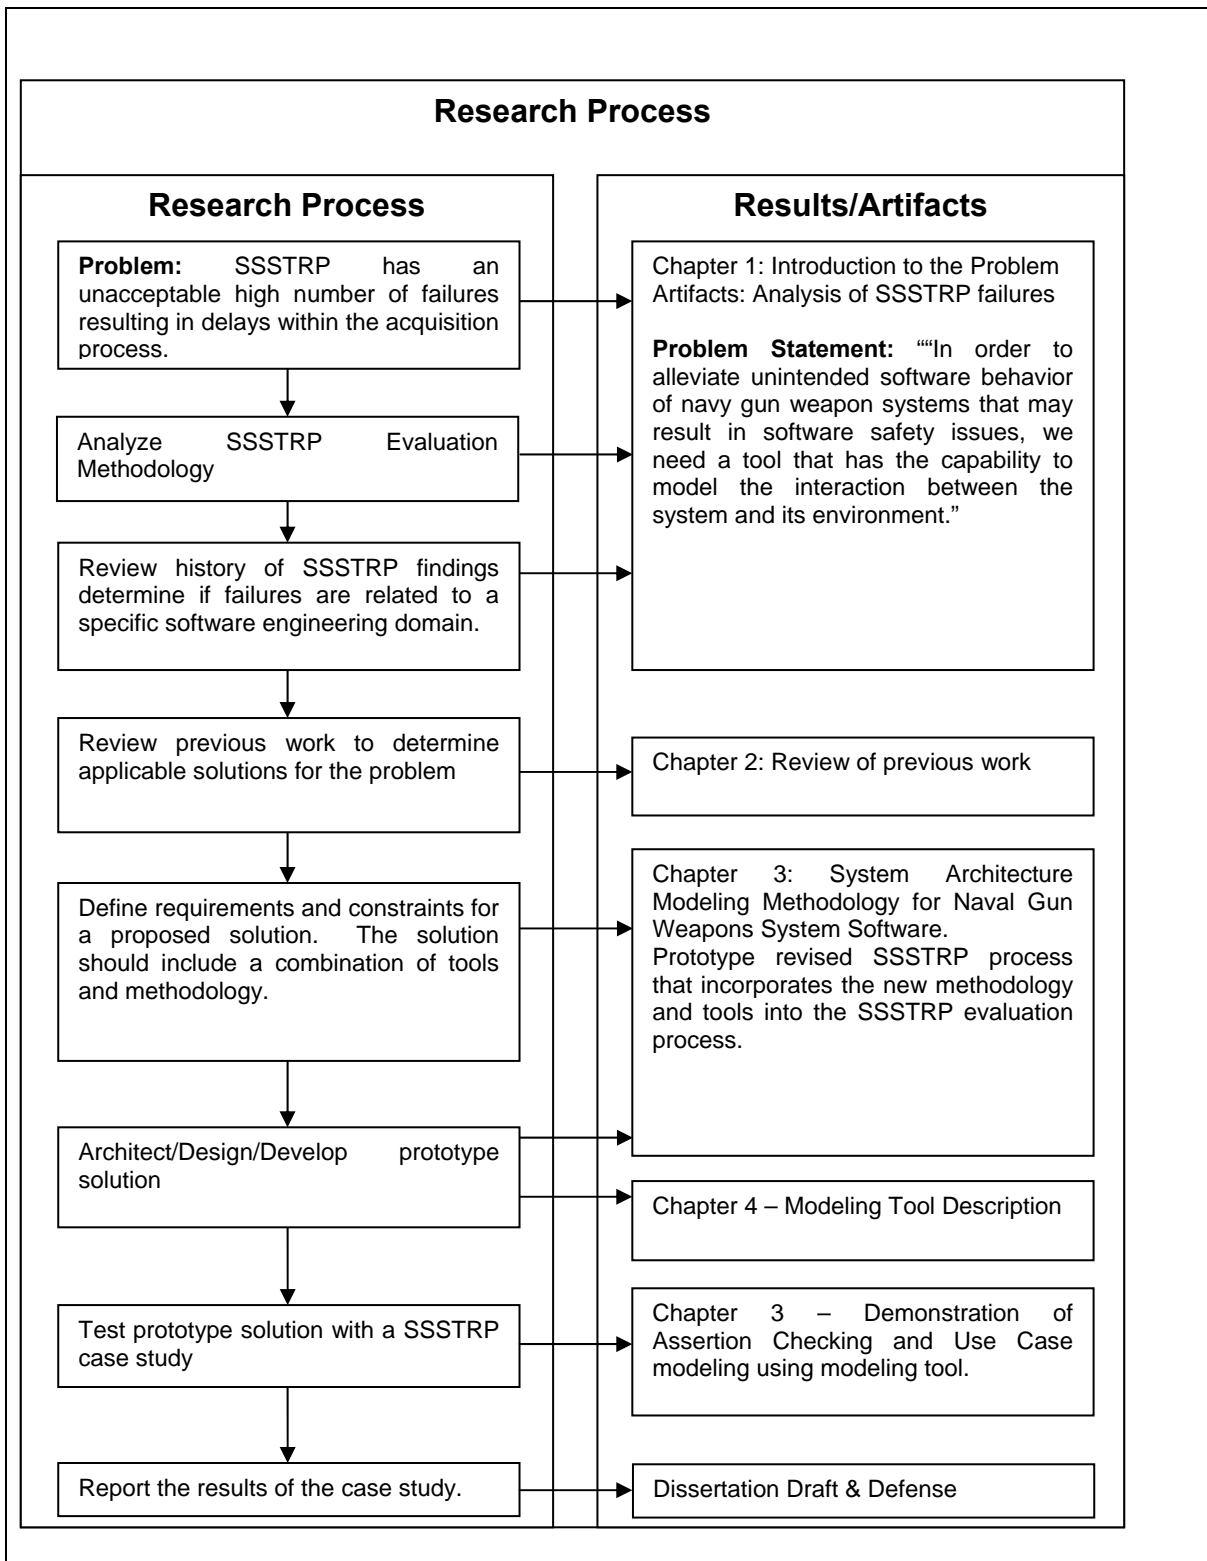 Research Process
Research Process
Problem: SSSTRP has an
unacceptable high number of failures
resulting in delays within the acquisition
process.
Analyze SSSTRP Evaluation
Methodology
Review history of SSSTRP findings
determine if failures are related to a
specific software engineering domain.
Review previous work to determine
applicable solutions for the problem
Define requirements and constraints for
a proposed solution. The solution
should include a combination of tools
and methodology.
Architect/Design/Develop prototype
solution
Test prototype solution with a SSSTRP
case study
Report the results of the case study.
Results/Artifacts
Chapter 1: Introduction to the Problem
Artifacts: Analysis of SSSTRP failures
Problem Statement: ““In order to
alleviate unintended software behavior
of navy gun weapon systems that may
result in software safety issues, we
need a tool that has the capability to
model the interaction between the
system and its environment.”
Chapter 2: Review of previous work
Chapter 3: System Architecture
Modeling Methodology for Naval Gun
Weapons System Software.
Prototype revised SSSTRP process
that incorporates the new methodology
and tools into the SSSTRP evaluation
process.
Chapter 4 – Modeling Tool Description
Chapter 3 – Demonstration of
Assertion Checking and Use Case
modeling using modeling tool.
Dissertation Draft & Defense